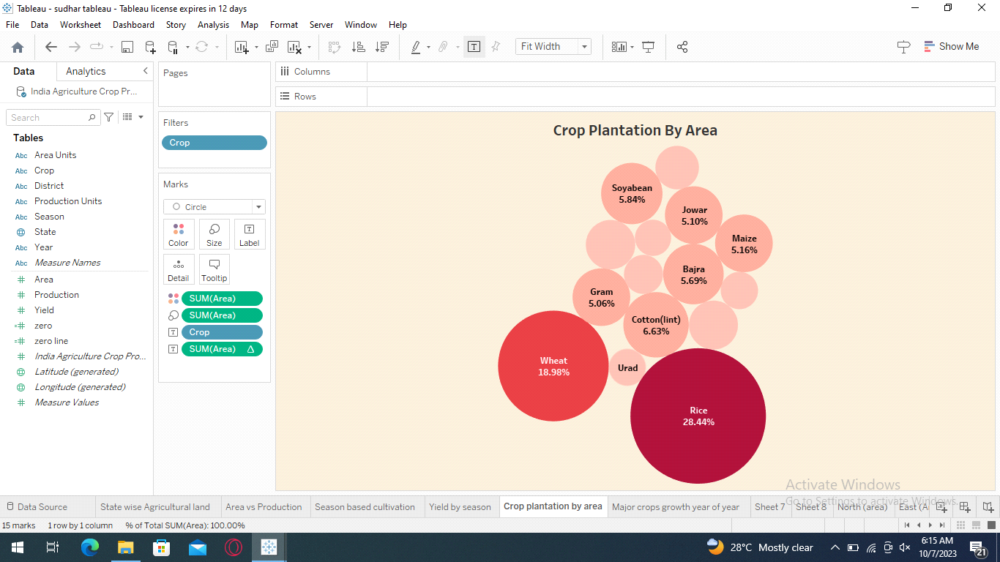 Tableau - sudhar tableau - Tableau license expires in 12 days
File Data Worksheet Dashboard Story Analysis Map Format Server Window Help
Fit Width
Show Me
Data Analytics
India Agriculture Crop Pr...
Search
Tables
Abc Area Units
Abc Crop
Abc District
Abc Production Units
Abc Season
State
Abc Year
Abc Measure Names
Area
Production
Yield
zero
zero line
India Agriculture Crop Pro...
Latitude (generated)
Longitude (generated)
Measure Values
Pages
Filters
Crop
Marks
Circle
Color Size Label
Detail Tooltip
SUM(Area)
SUM(Area)
Crop
SUM(Area)
Columns
Rows
Crop Plantation By Area
Soyabean
5.84%
Jowar
5.10%
Maize
5.16%
Bajra
5.69%
Gram
5.06%
Cotton(lint)
6.63%
Wheat
18.98%
Urad
Rice
28.44%
Activate Windows
Go to Settings to activate Windows.
Data Source State wise Agricultural land Area vs Production Season based cultivation Yield by season Crop plantation by area Major crops growth year of year Sheet 7 Sheet 8 North (area) East (A
15 marks 1 row by 1 column % of Total SUM(Area): 100.00%
28°C Mostly clear
6:15 AM
10/7/2023
21